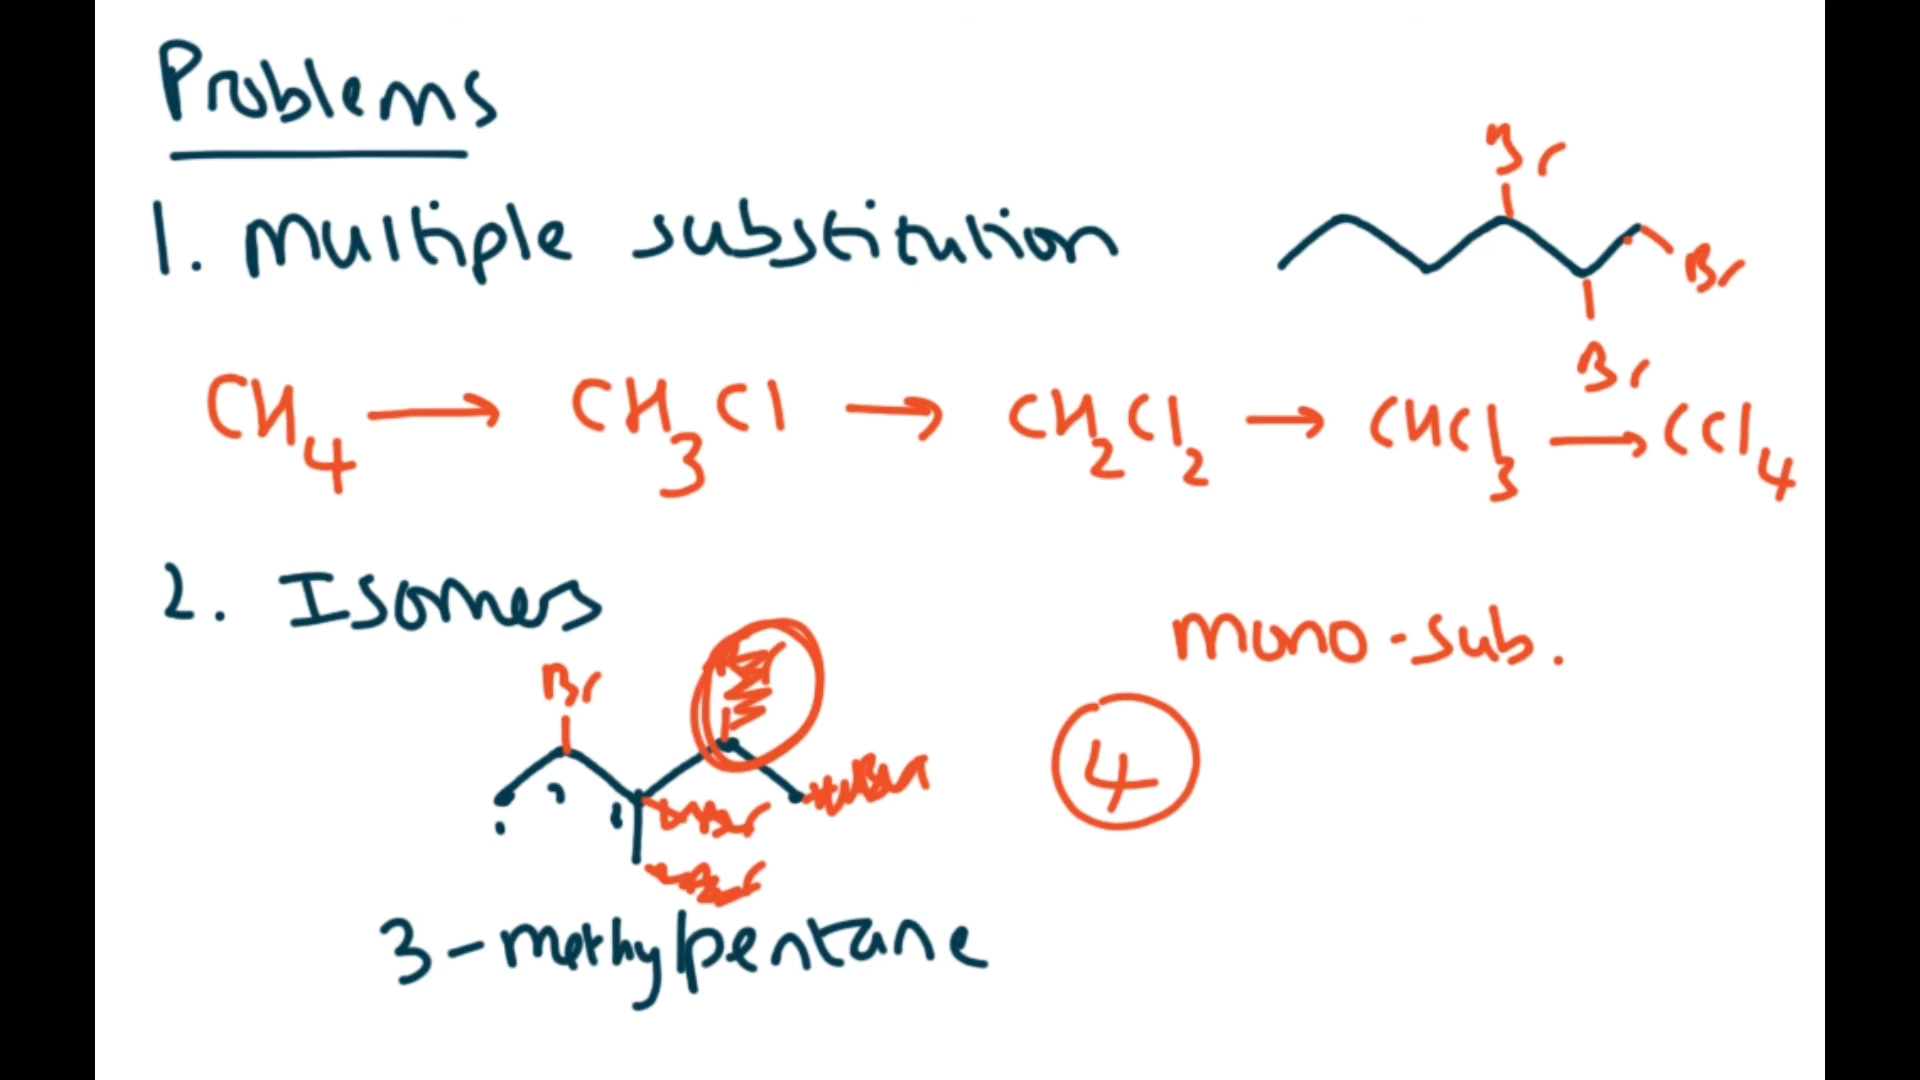 Problems
1. Multiple substitution
Br
Br
Br
CH4 → CH3Cl → CH2Cl2 → CHCl3 → CCl4
2. Isomers
mono-sub.
Br
4
3-methylpentane